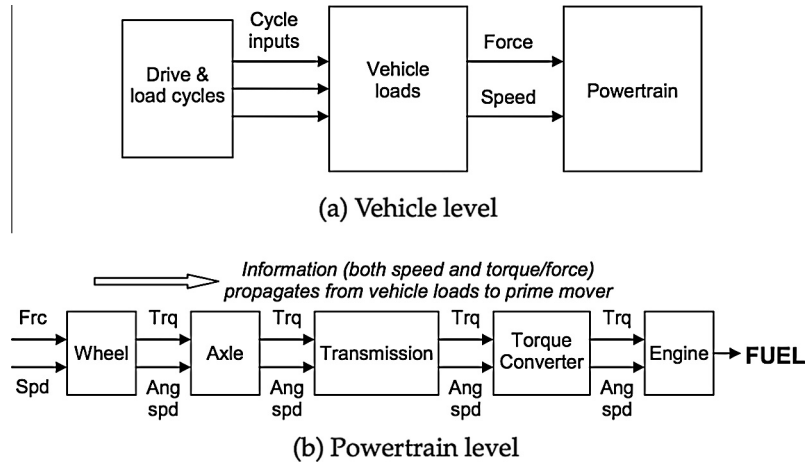 Cycle
inputs
Drive &
load cycles
Vehicle
loads
Force
Speed
Powertrain
(a) Vehicle level
Information (both speed and torque/force)
propagates from vehicle loads to prime mover
Frc
Spd
Wheel
Trq
Ang
spd
Axle
Trq
Ang
spd
Transmission
Trq
Ang
spd
Torque
Converter
Trq
Ang
spd
Engine
FUEL
(b) Powertrain level